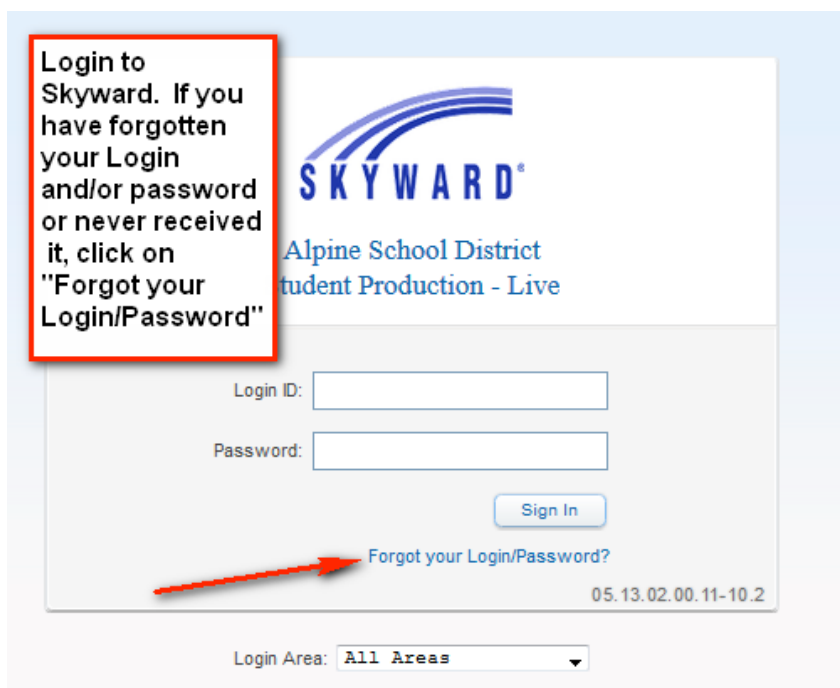 Login to
Skyward. If you
have forgotten
your Login
and/or password
or never received
it, click on
"Forgot your
Login/Password"
SKYWARD®
Alpine School District
tudent Production - Live
Login ID:
Password:
Sign In
Forgot your Login/Password?
05.13.02.00.11-10.2
Login Area: All Areas